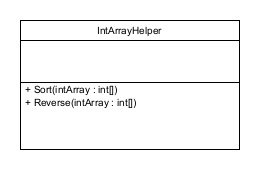 IntArrayHelper
+ Sort(intArray : int[])
+ Reverse(intArray : int[])